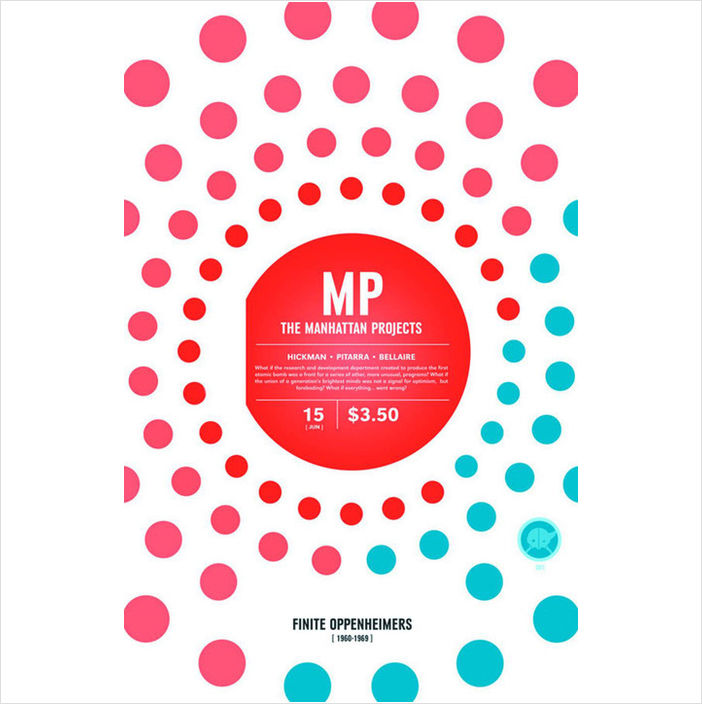 MP
THE MANHATTAN PROJECTS
HICKMAN • PITARRA • BELLAIRE
What if the research and development department created to produce the first
atomic bomb was a front for a series of other, more unusual, programs? What if
the union of a generation's brightest minds was not a signal for optimism, but
foreboding? What if everything... went wrong?
15 $3.50
[ JUN ]
FINITE OPPENHEIMERS
[ 1960-1969 ]